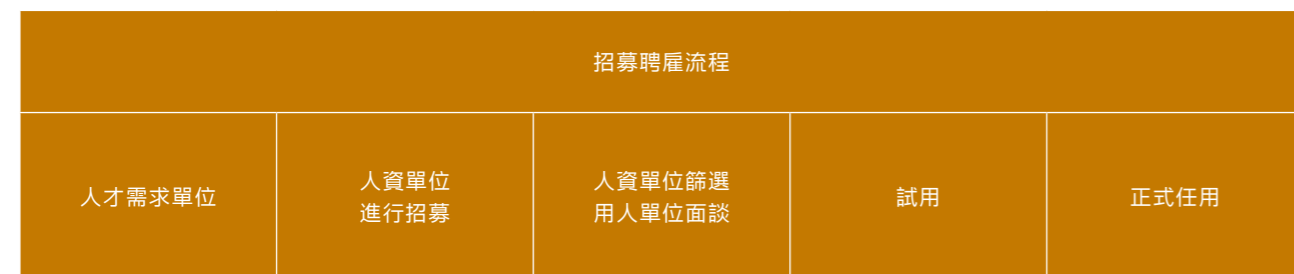 招募聘雇流程
人才需求單位
人資單位
進行招募
人資單位篩選
用人單位面談
試用
正式任用